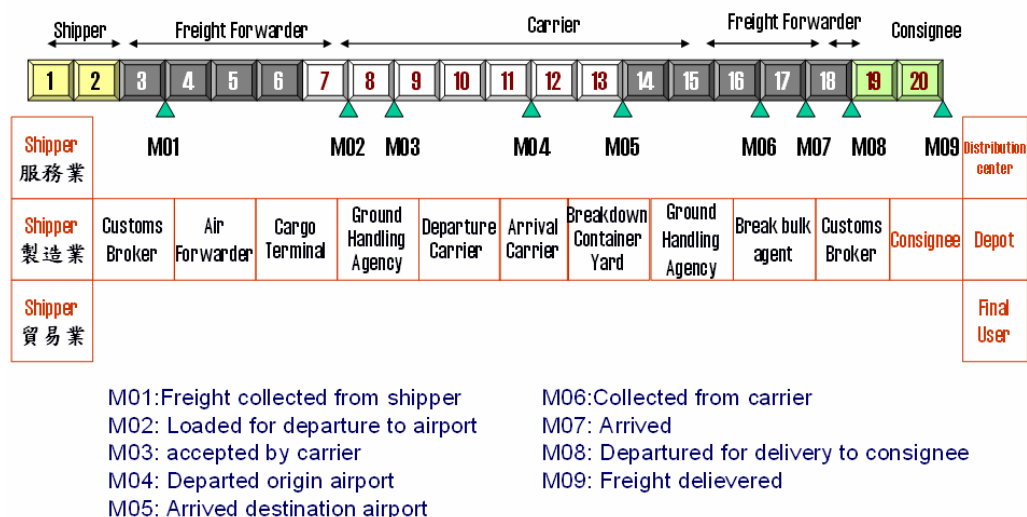 Shipper Freight Forwarder Carrier Freight Forwarder Consignee
1 2 3 4 5 6 7 8 9 10 11 12 13 14 15 16 17 18 19 20
M01 M02 M03 M04 M05 M06 M07 M08 M09
Shipper
服務業
Distribution
center
Shipper
製造業
Customs
Broker
Air
Forwarder
Cargo
Terminal
Ground
Handling
Agency
Departure
Carrier
Arrival
Carrier
Breakdown
Container
Yard
Ground
Handling
Agency
Break bulk
agent
Customs
Broker
Consignee
Depot
Shipper
貿易業
Final
User
M01:Freight collected from shipper
M02: Loaded for departure to airport
M03: accepted by carrier
M04: Departed origin airport
M05: Arrived destination airport
M06:Collected from carrier
M07: Arrived
M08: Departured for delivery to consignee
M09: Freight delievered